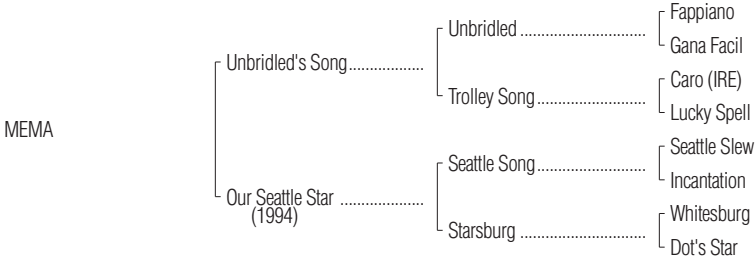 Fappiano
Unbridled ..............................
Gana Facil
Unbridled's Song..................
Caro (IRE)
Trolley Song..........................
Lucky Spell
MEMA
Seattle Slew
Seattle Song..........................
Incantation
Our Seattle Star ....................
(1994)
Whitesburg
Starsburg ..............................
Dot's Star